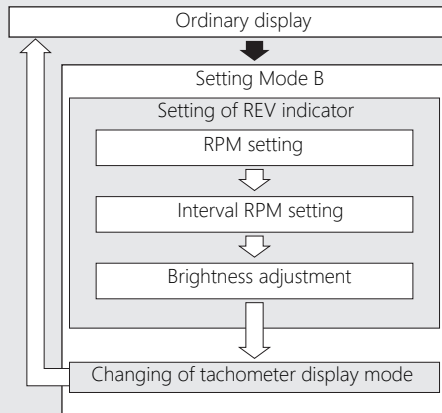 Ordinary display
Setting Mode B
Setting of REV indicator
RPM setting
Interval RPM setting
Brightness adjustment
Changing of tachometer display mode